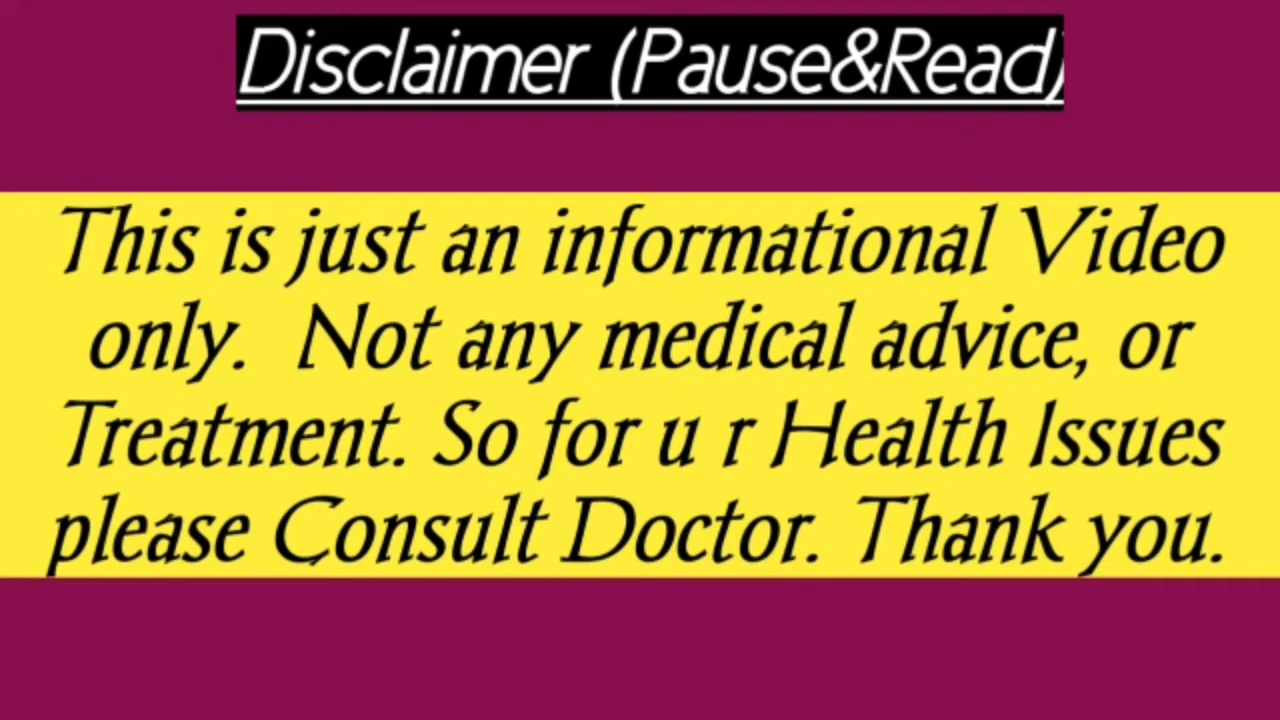 Disclaimer (Pause&Read)
This is just an informational Video
only. Not any medical advice, or
Treatment. So for u r Health Issues
please Consult Doctor. Thank you.